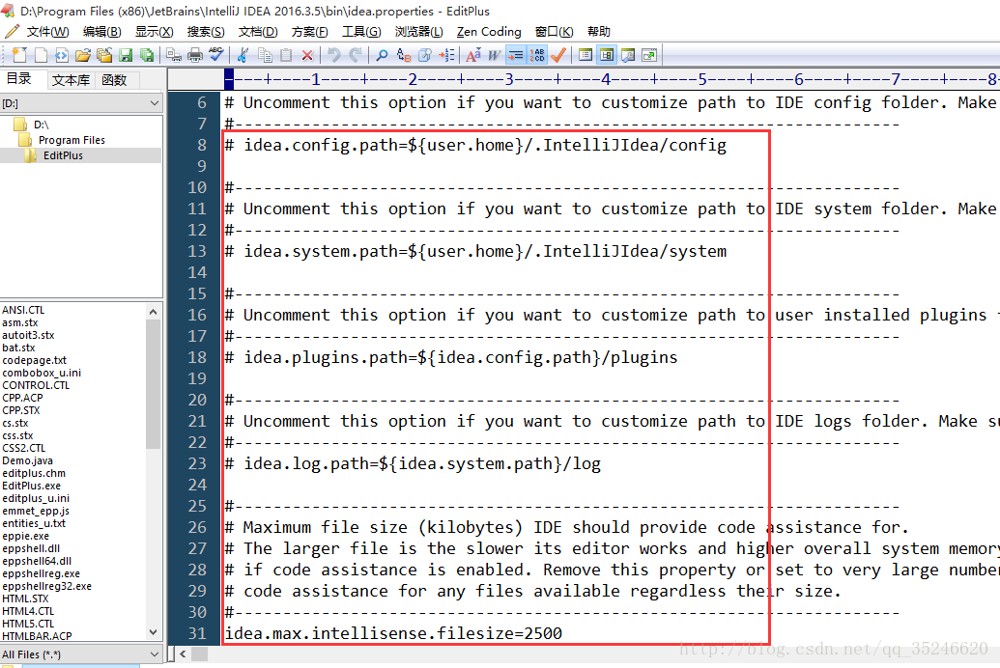 D:\Program Files (x86)\JetBrains\IntelliJ IDEA 2016.3.5\bin\idea.properties - EditPlus
文件(W) 编辑(B) 显示(X) 搜索(S) 文档(D) 方案(F) 工具(G) 浏览器(L) Zen Coding 窗口(K) 帮助
目录 文本库 函数
----+----1----+----2----+----3----+----4----+----5----+----6----+----7----+----8-
[D:]
D:\
Program Files
EditPlus
ANSI.CTL
asm.stx
autoit3.stx
bat.stx
codepage.txt
combobox_u.ini
CONTROL.CTL
CPP.ACP
CPP.STX
cs.stx
css.stx
CSS2.CTL
Demo.java
editplus.chm
EditPlus.exe
editplus_u.ini
emmet_epp.js
entities_u.txt
eppie.exe
eppshell.dll
eppshell64.dll
eppshellreg.exe
eppshellreg32.exe
HTML.STX
HTML4.CTL
HTML5.CTL
HTMLBAR.ACP
All Files (*.*)
6 # Uncomment this option if you want to customize path to IDE config folder. Make
7 #---------------------------------------------------------------------
8 # idea.config.path=${user.home}/.IntelliJIdea/config
9
10 #---------------------------------------------------------------------
11 # Uncomment this option if you want to customize path to IDE system folder. Make
12 #---------------------------------------------------------------------
13 # idea.system.path=${user.home}/.IntelliJIdea/system
14
15 #---------------------------------------------------------------------
16 # Uncomment this option if you want to customize path to user installed plugins
17 #---------------------------------------------------------------------
18 # idea.plugins.path=${idea.config.path}/plugins
19
20 #---------------------------------------------------------------------
21 # Uncomment this option if you want to customize path to IDE logs folder. Make su
22 #---------------------------------------------------------------------
23 # idea.log.path=${idea.system.path}/log
24
25 #---------------------------------------------------------------------
26 # Maximum file size (kilobytes) IDE should provide code assistance for.
27 # The larger file is the slower its editor works and higher overall system memory
28 # if code assistance is enabled. Remove this property or set to very large number
29 # code assistance for any files available regardless their size.
30 #---------------------------------------------------------------------
31 idea.max.intellisense.filesize=2500
http://blog.csdn.net/qq_35246620